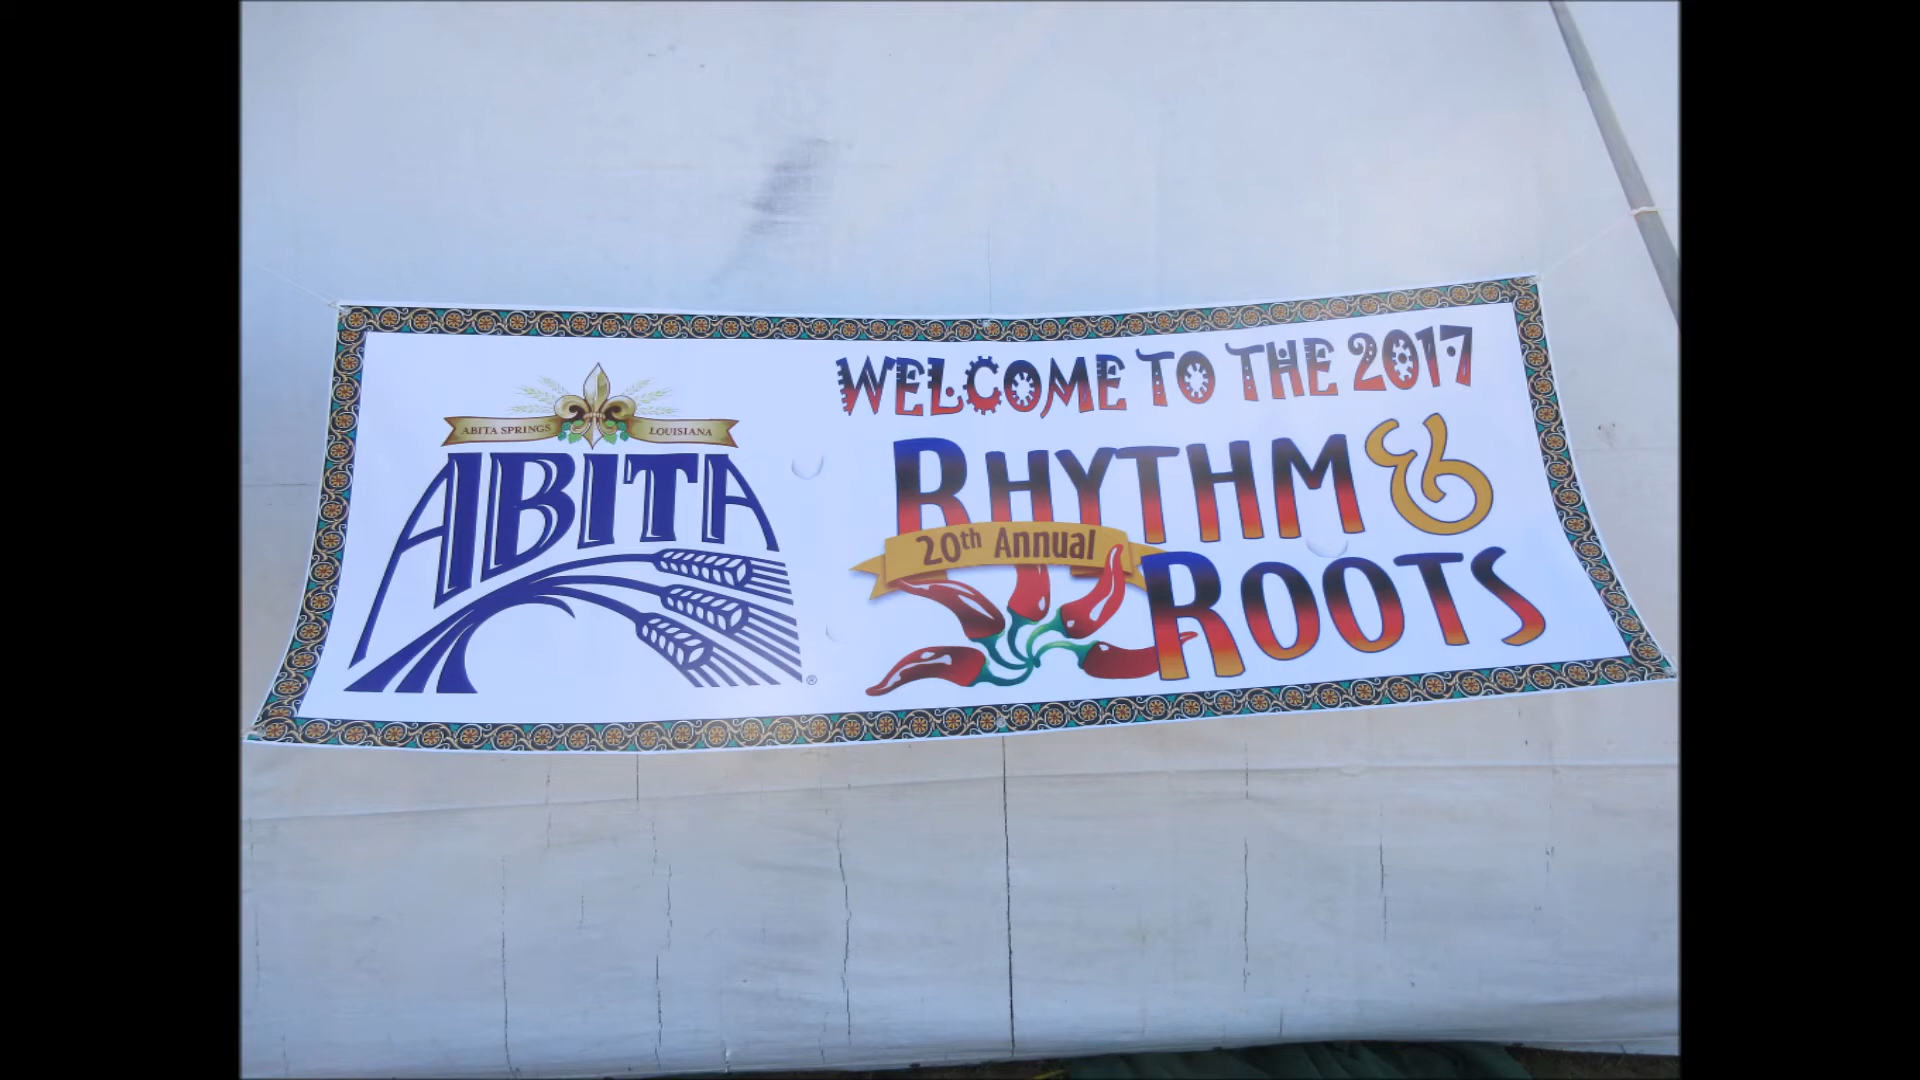 ABITA SPRINGS LOUISIANA
ABITA
®
WELCOME TO THE 2017
RHYTHM &
20th Annual
ROOTS